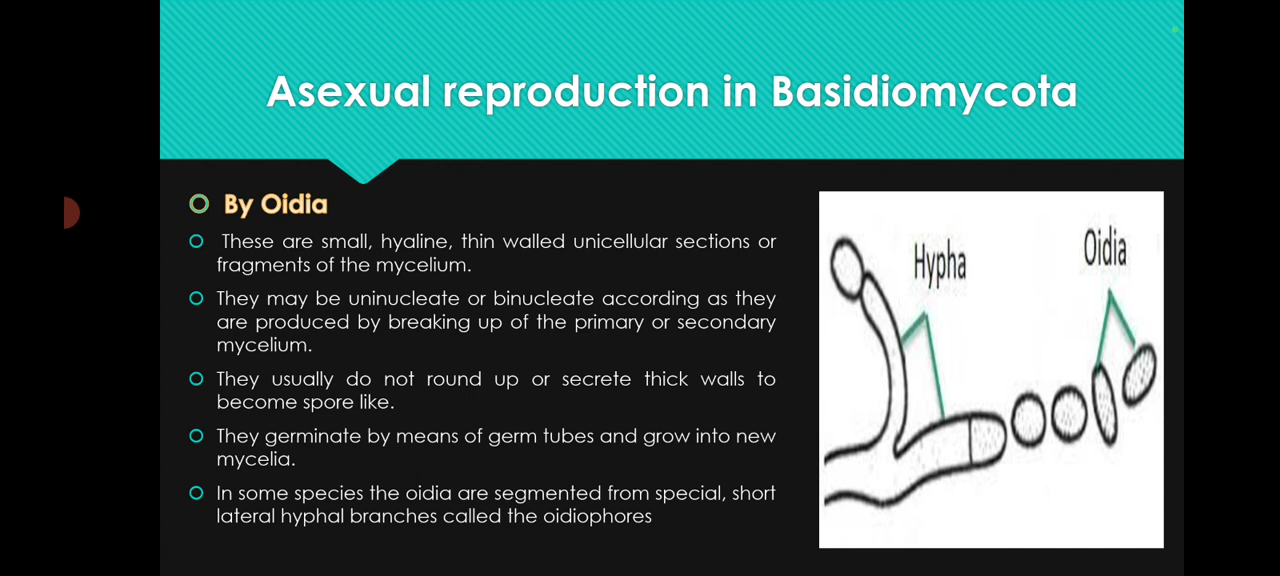 Asexual reproduction in Basidiomycota
By Oidia
These are small, hyaline, thin walled unicellular sections or
fragments of the mycelium.
They may be uninucleate or binucleate according as they
are produced by breaking up of the primary or secondary
mycelium.
They usually do not round up or secrete thick walls to
become spore like.
They germinate by means of germ tubes and grow into new
mycelia.
In some species the oidia are segmented from special, short
lateral hyphal branches called the oidiophores
Hypha
Oidia